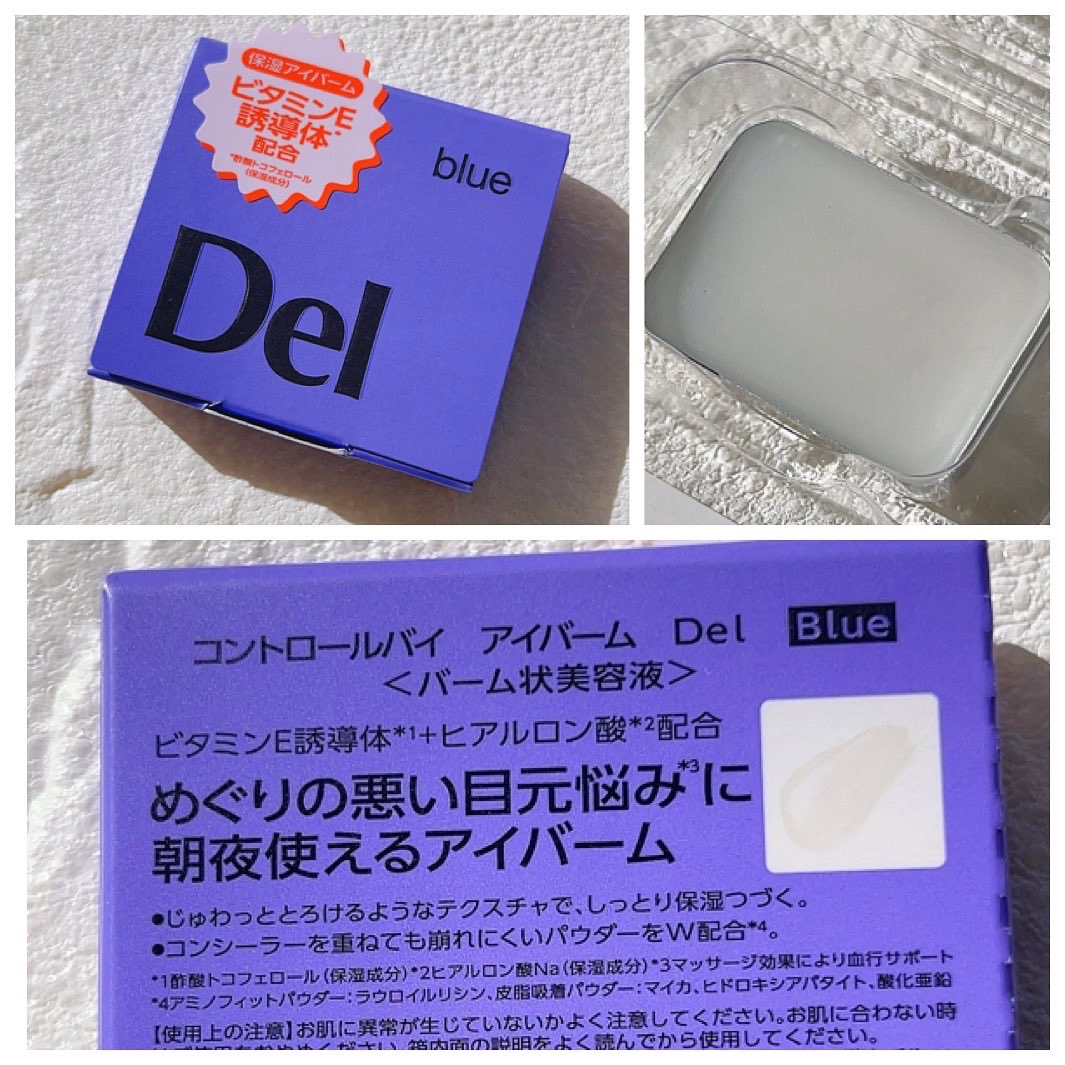 保湿アイバーム
ビタミンE
誘導体*
配合
*酢酸トコフェロール
(保湿成分)
blue
Del
コントロールバイ アイバーム Del Blue
<バーム状美容液>
ビタミンE誘導体*1+ヒアルロン酸*2配合
めぐりの悪い目元悩み*3に
朝夜使えるアイバーム
●じゅわっととろけるようなテクスチャで、しっとり保湿つづく。
●コンシーラーを重ねても崩れにくいパウダーをW配合*4。
*1酢酸トコフェロール(保湿成分)*2ヒアルロン酸Na(保湿成分)*3マッサージ効果により血行サポート
*4アミノフィットパウダー:ラウロイルリシン、皮脂吸着パウダー:マイカ、ヒドロキシアパタイト、酸化亜鉛
【使用上の注意】お肌に異常が生じていないかよく注意してください。お肌に合わない時
箱内面の説明をよく読んでから使用してください。